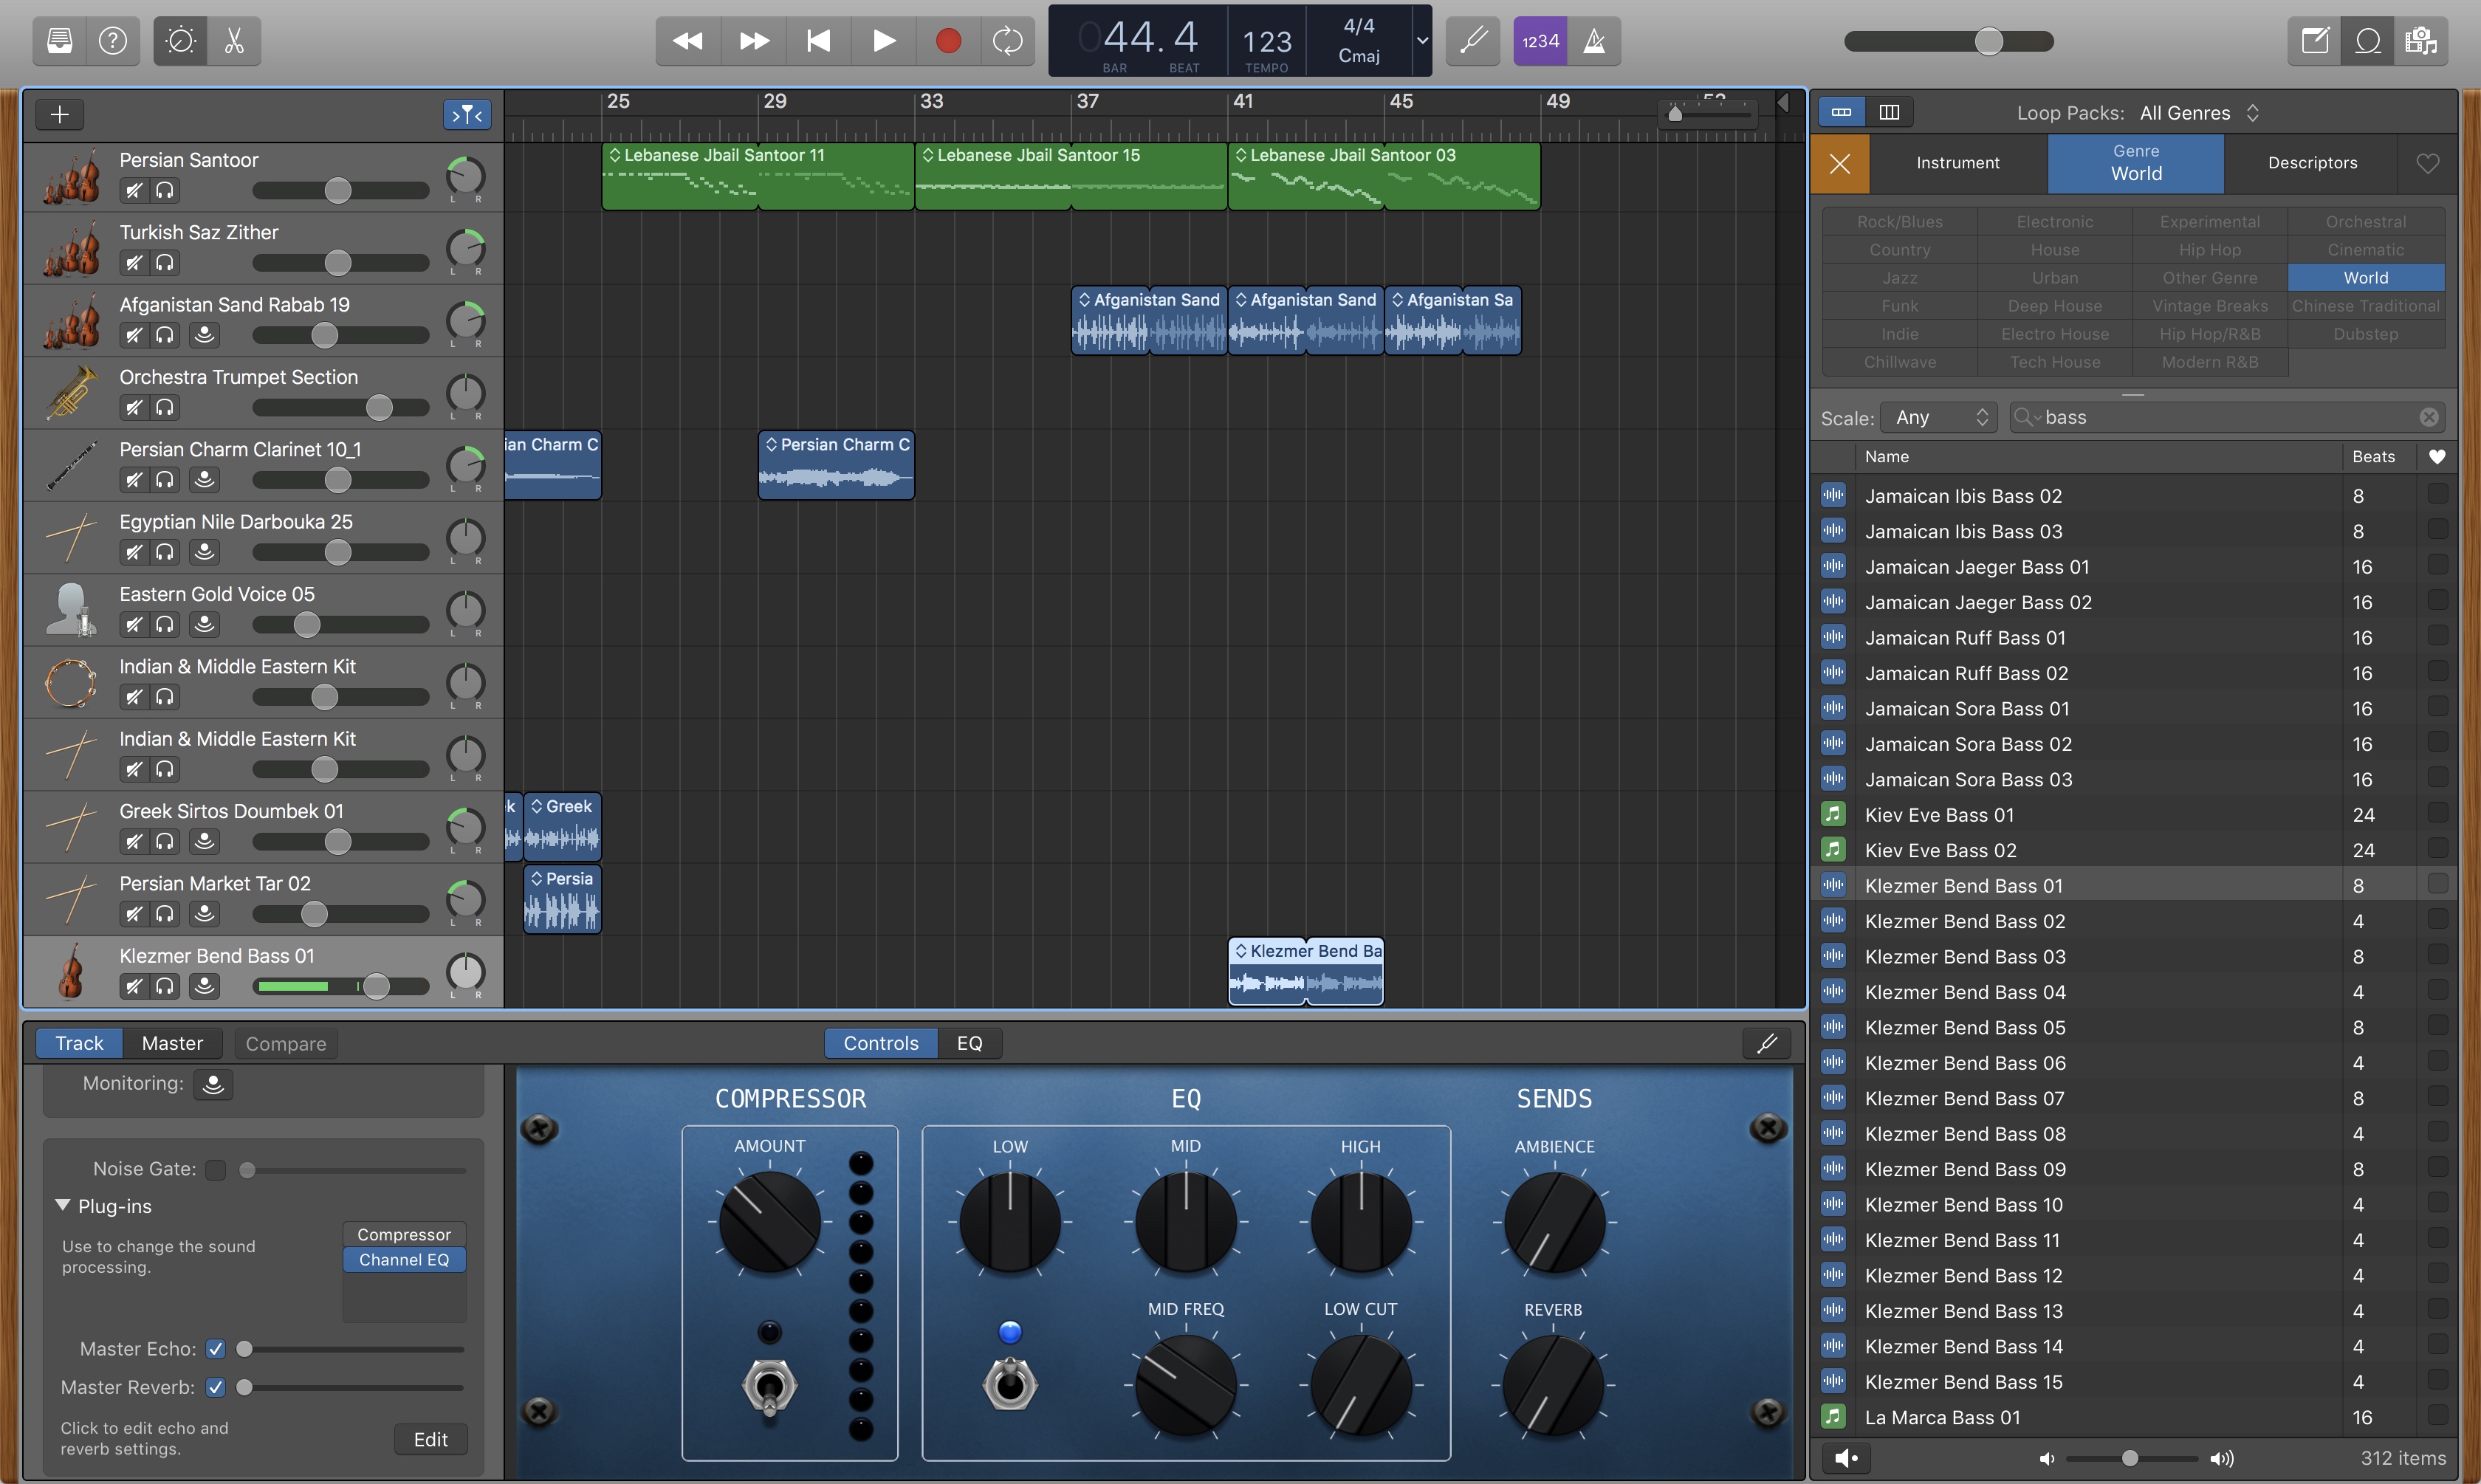 044.4
BAR BEAT
123
TEMPO
4/4
Cmaj
1234
25 29 33 37 41 45 49
Persian Santoor
L R
Lebanese Jbail Santoor 11
Lebanese Jbail Santoor 15
Lebanese Jbail Santoor 03
Turkish Saz Zither
L R
Afganistan Sand Rabab 19
L R
Afganistan Sand
Afganistan Sand
Afganistan Sa
Orchestra Trumpet Section
L R
Persian Charm Clarinet 10_1
L R
ian Charm C
Persian Charm C
Egyptian Nile Darbouka 25
L R
Eastern Gold Voice 05
L R
Indian & Middle Eastern Kit
L R
Indian & Middle Eastern Kit
L R
Greek Sirtos Doumbek 01
L R
k
Greek
Persian Market Tar 02
L R
Persia
Klezmer Bend Bass 01
L R
Klezmer Bend Ba
Track Master Compare
Controls EQ
Monitoring:
Noise Gate:
Plug-ins
Use to change the sound
processing.
Compressor
Channel EQ
Master Echo:
Master Reverb:
Click to edit echo and
reverb settings.
Edit
COMPRESSOR
AMOUNT
EQ
LOW MID HIGH
MID FREQ LOW CUT
SENDS
AMBIENCE
REVERB
Loop Packs: All Genres
Instrument
Genre
World
Descriptors
Rock/Blues Electronic Experimental Orchestral
Country House Hip Hop Cinematic
Jazz Urban Other Genre World
Funk Deep House Vintage Breaks Chinese Traditional
Indie Electro House Hip Hop/R&B Dubstep
Chillwave Tech House Modern R&B
Scale: Any bass
Name Beats
Jamaican Ibis Bass 02 8
Jamaican Ibis Bass 03 8
Jamaican Jaeger Bass 01 16
Jamaican Jaeger Bass 02 16
Jamaican Ruff Bass 01 16
Jamaican Ruff Bass 02 16
Jamaican Sora Bass 01 16
Jamaican Sora Bass 02 16
Jamaican Sora Bass 03 16
Kiev Eve Bass 01 24
Kiev Eve Bass 02 24
Klezmer Bend Bass 01 8
Klezmer Bend Bass 02 4
Klezmer Bend Bass 03 8
Klezmer Bend Bass 04 4
Klezmer Bend Bass 05 8
Klezmer Bend Bass 06 4
Klezmer Bend Bass 07 8
Klezmer Bend Bass 08 4
Klezmer Bend Bass 09 8
Klezmer Bend Bass 10 4
Klezmer Bend Bass 11 4
Klezmer Bend Bass 12 4
Klezmer Bend Bass 13 4
Klezmer Bend Bass 14 4
Klezmer Bend Bass 15 4
La Marca Bass 01 16
312 items